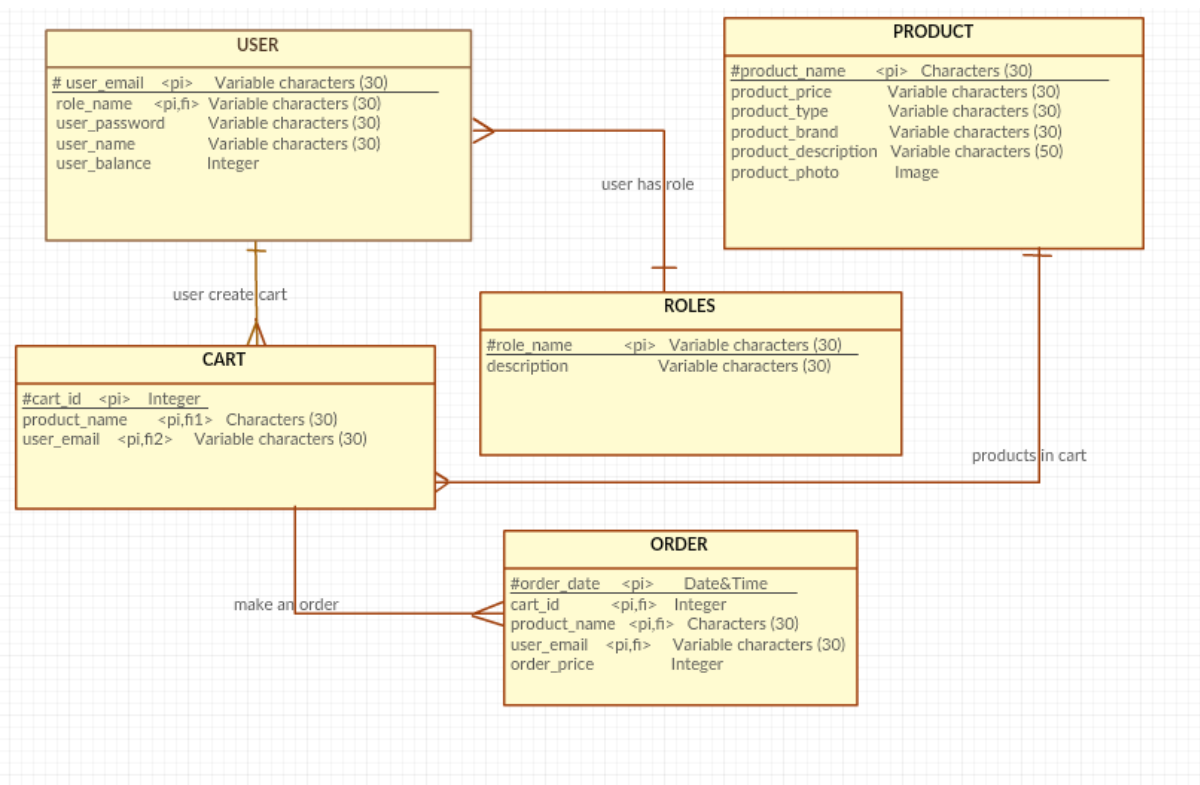 USER
# user_email <pi> Variable characters (30)
role_name <pi,fi> Variable characters (30)
user_password Variable characters (30)
user_name Variable characters (30)
user_balance Integer
PRODUCT
#product_name <pi> Characters (30)
product_price Variable characters (30)
product_type Variable characters (30)
product_brand Variable characters (30)
product_description Variable characters (50)
product_photo Image
user has role
user create cart
ROLES
#role_name <pi> Variable characters (30)
description Variable characters (30)
CART
#cart_id <pi> Integer
product_name <pi,fi1> Characters (30)
user_email <pi,fi2> Variable characters (30)
products in cart
make an order
ORDER
#order_date <pi> Date&Time
cart_id <pi,fi> Integer
product_name <pi,fi> Characters (30)
user_email <pi,fi> Variable characters (30)
order_price Integer